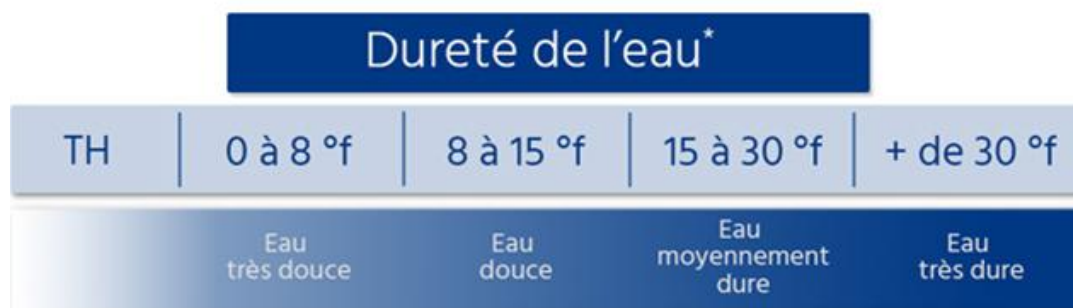 Dureté de l’eau*
TH 0 à 8 °f 8 à 15 °f 15 à 30 °f + de 30 °f
Eau très douce
Eau douce
Eau moyennement dure
Eau très dure